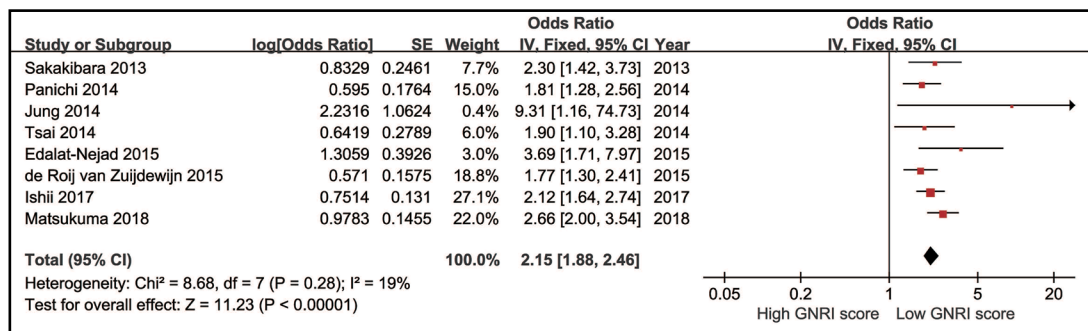 Odds Ratio Odds Ratio
Study or Subgroup log[Odds Ratio] SE Weight IV, Fixed, 95% CI Year IV, Fixed, 95% CI
Sakakibara 2013 0.8329 0.2461 7.7% 2.30 [1.42, 3.73] 2013
Panichi 2014 0.595 0.1764 15.0% 1.81 [1.28, 2.56] 2014
Jung 2014 2.2316 1.0624 0.4% 9.31 [1.16, 74.73] 2014
Tsai 2014 0.6419 0.2789 6.0% 1.90 [1.10, 3.28] 2014
Edalat-Nejad 2015 1.3059 0.3926 3.0% 3.69 [1.71, 7.97] 2015
de Roij van Zuijdewijn 2015 0.571 0.1575 18.8% 1.77 [1.30, 2.41] 2015
Ishii 2017 0.7514 0.131 27.1% 2.12 [1.64, 2.74] 2017
Matsukuma 2018 0.9783 0.1455 22.0% 2.66 [2.00, 3.54] 2018
Total (95% CI) 100.0% 2.15 [1.88, 2.46]
Heterogeneity: Chi² = 8.68, df = 7 (P = 0.28); I² = 19%
Test for overall effect: Z = 11.23 (P < 0.00001)
0.05 0.2 1 5 20
High GNRI score Low GNRI score